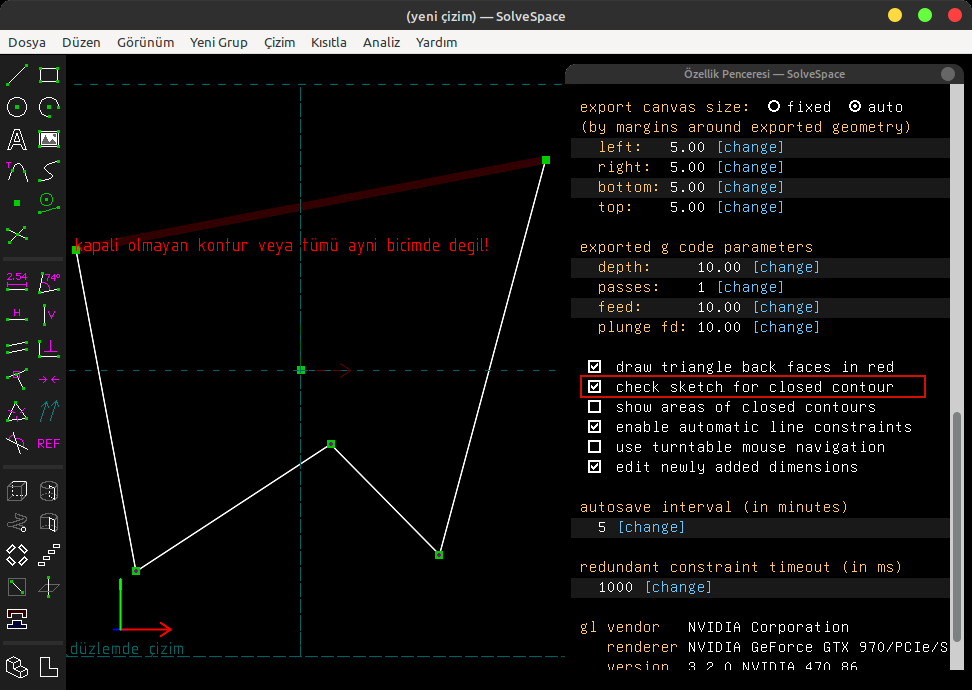 (yeni çizim) — SolveSpace
Dosya Düzen Görünüm Yeni Grup Çizim Kısıtla Analiz Yardım
Özellik Penceresi — SolveSpace
export canvas size: fixed auto
(by margins around exported geometry)
left: 5.00 [change]
right: 5.00 [change]
bottom: 5.00 [change]
top: 5.00 [change]
exported g code parameters
depth: 10.00 [change]
passes: 1 [change]
feed: 10.00 [change]
plunge fd: 10.00 [change]
draw triangle back faces in red
check sketch for closed contour
show areas of closed contours
enable automatic line constraints
use turntable mouse navigation
edit newly added dimensions
autosave interval (in minutes)
5 [change]
redundant constraint timeout (in ms)
1000 [change]
gl vendor NVIDIA Corporation
renderer NVIDIA GeForce GTX 970/PCIe/S
version 3.2.0 NVIDIA 470.86
kapali olmayan kontur veya tümü ayni bicimde degil!
düzlemde çizim
A
T
2.54 74°
H V
REF